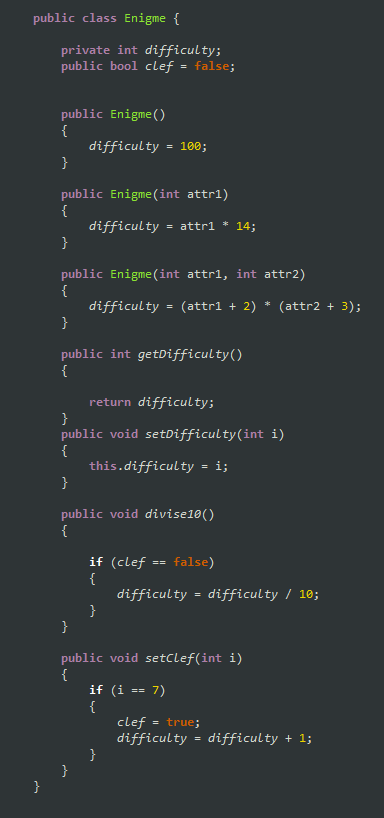 public class Enigme {
private int difficulty;
public bool clef = false;
public Enigme()
{
difficulty = 100;
}
public Enigme(int attr1)
{
difficulty = attr1 * 14;
}
public Enigme(int attr1, int attr2)
{
difficulty = (attr1 + 2) * (attr2 + 3);
}
public int getDifficulty()
{
return difficulty;
}
public void setDifficulty(int i)
{
this.difficulty = i;
}
public void divise10()
{
if (clef == false)
{
difficulty = difficulty / 10;
}
}
public void setClef(int i)
{
if (i == 7)
{
clef = true;
difficulty = difficulty + 1;
}
}
}